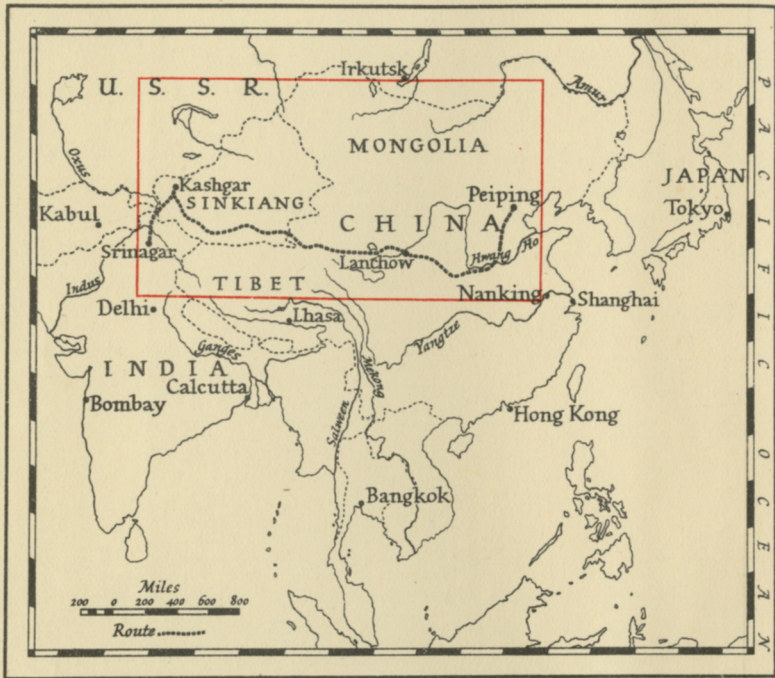 Irkutsk
U. S. S. R.
Amur
PACIFIC OCEAN
MONGOLIA
Oxus
Kashgar
SINKIANG
JAPAN
Peiping
Tokyo
Kabul
CHINA
Srinagar
Lanchow
Hwang Ho
Indus
TIBET
Nanking
Shanghai
Delhi
Lhasa
Yangtze
Ganges
Mekong
INDIA
Calcutta
Bombay
Salween
Hong Kong
Bangkok
Miles
200 0 200 400 600 800
Route